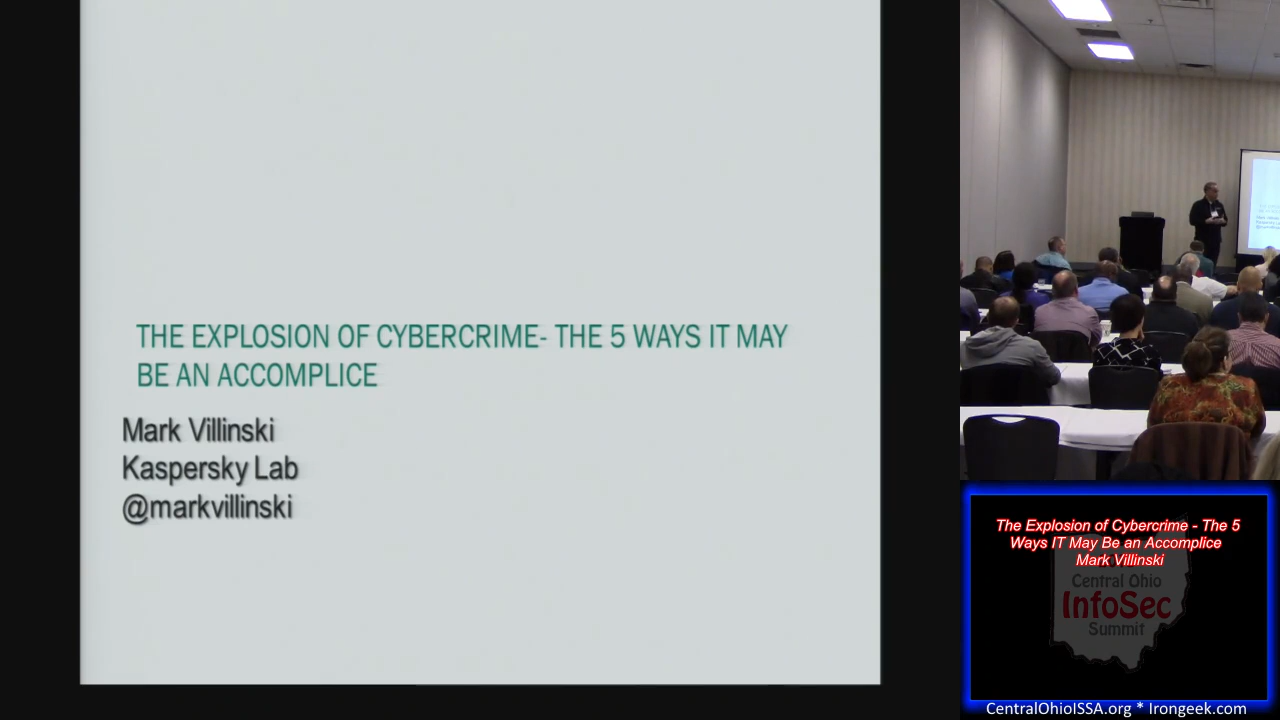 THE EXPLOSION OF CYBERCRIME- THE 5 WAYS IT MAY
BE AN ACCOMPLICE
Mark Villinski
Kaspersky Lab
@markvillinski
The Explosion of Cybercrime - The 5
Ways IT May Be an Accomplice
Mark Villinski
Central Ohio
InfoSec
Summit
CentralOhioISSA.org * Irongeek.com